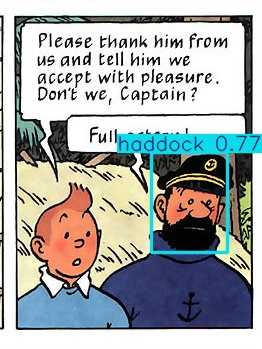 Please thank him from
us and tell him we
accept with pleasure.
Don't we, Captain?
Full
haddock 0.77